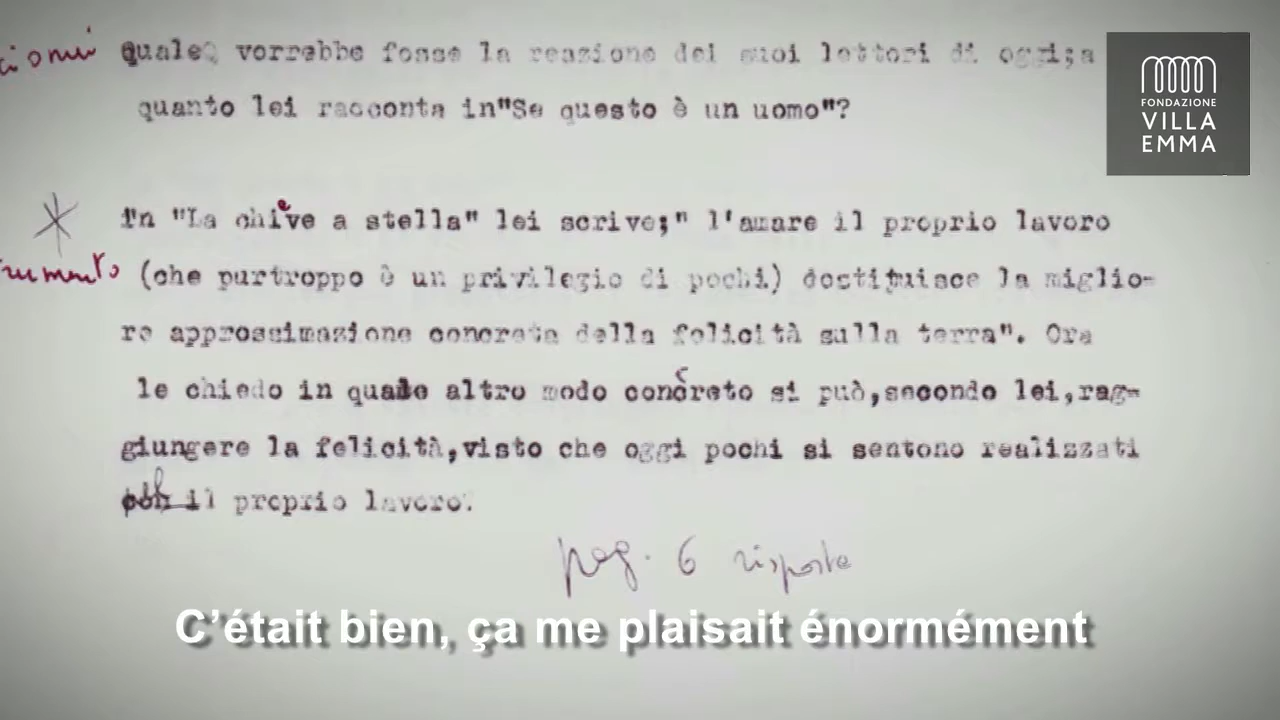 quale vorrebbe fosse la reazione dei suoi lettori di oggi;a
quanto lei racconta in"Se questo è un uomo"?
FONDAZIONE
VILLA
EMMA
In "La chieve a stella" lei scrive;" l'amare il proprio lavoro
(che purtroppo è un privilegio di pochi) costituisce la miglio-
re approssimazione concreta della felicità sulla terra". Ora
le chiedo in quale altro modo concreto si può,secondo lei,rag-
giungere la felicità,visto che oggi pochi si sentono realizzati
il proprio lavoro.
pag. 6 risposte
C'était bien, ça me plaisait énormément